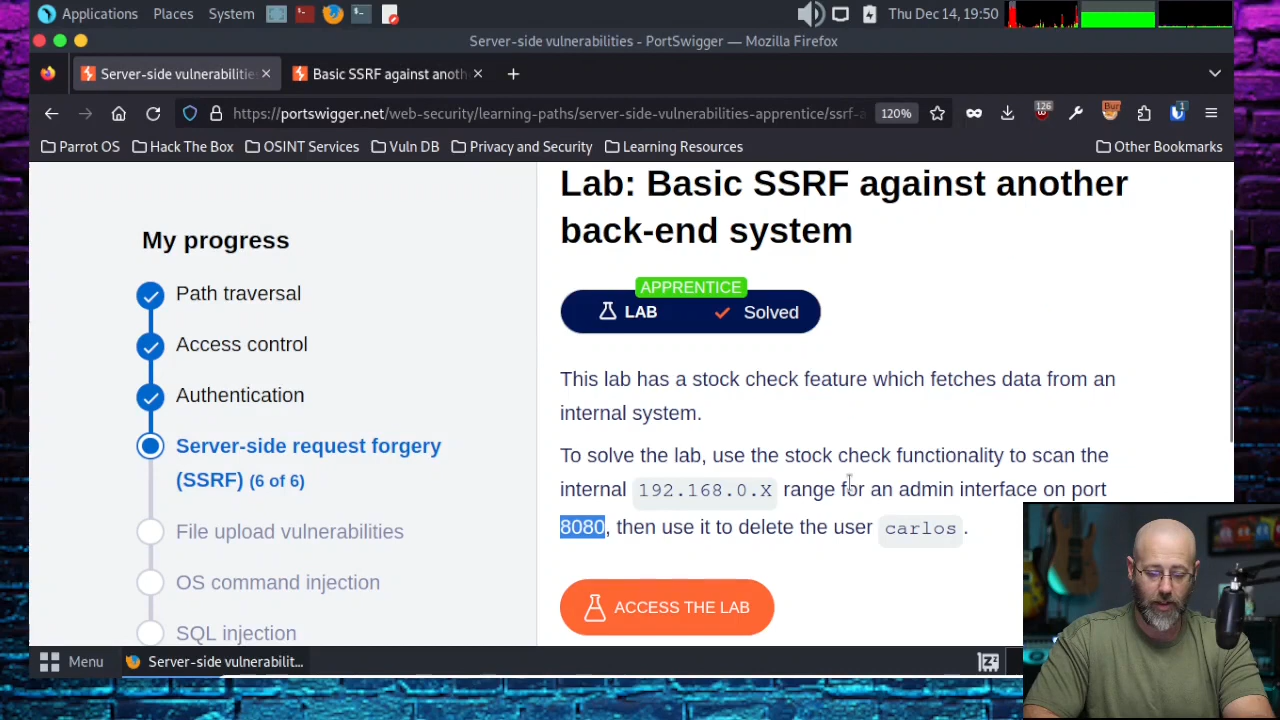 Applications Places System Thu Dec 14, 19:50
Server-side vulnerabilities - PortSwigger — Mozilla Firefox
Server-side vulnerabilitie Basic SSRF against anoth
https://portswigger.net/web-security/learning-paths/server-side-vulnerabilities-apprentice/ssrf-a 120% 126 Bur 1
Parrot OS Hack The Box OSINT Services Vuln DB Privacy and Security Learning Resources Other Bookmarks
My progress
Path traversal
Access control
Authentication
Server-side request forgery
(SSRF) (6 of 6)
File upload vulnerabilities
OS command injection
SQL injection
Lab: Basic SSRF against another
back-end system
APPRENTICE
LAB Solved
This lab has a stock check feature which fetches data from an
internal system.
To solve the lab, use the stock check functionality to scan the
internal 192.168.0.X range for an admin interface on port
8080, then use it to delete the user carlos.
ACCESS THE LAB
Menu Server-side vulnerabilit...